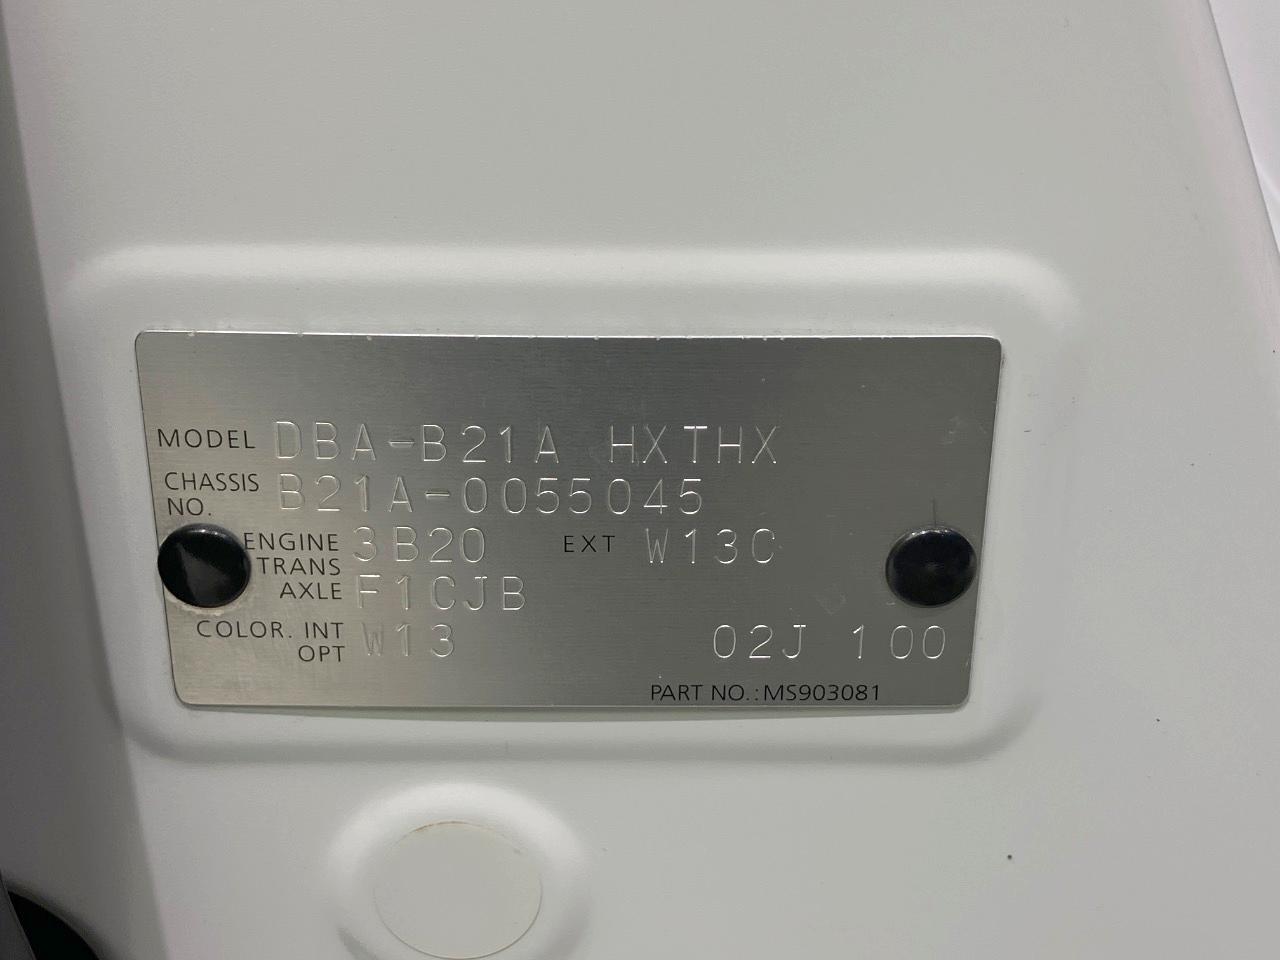 MODEL DBA-B21A HXTHX
CHASSIS NO. B21A-0055045
ENGINE 3B20 EXT W13C
TRANS AXLE F1CJB
COLOR. INT OPT W13 02J 100
PART NO.: MS903081